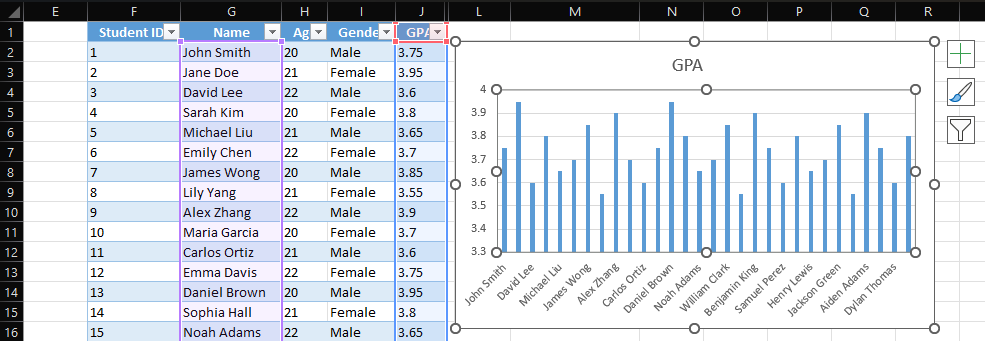 E F G H I J L M N O P Q R
1 Student ID Name Ag Gende GPA
2 1 John Smith 20 Male 3.75
3 2 Jane Doe 21 Female 3.95
4 3 David Lee 22 Male 3.6
5 4 Sarah Kim 20 Female 3.8
6 5 Michael Liu 21 Male 3.65
7 6 Emily Chen 22 Female 3.7
8 7 James Wong 20 Male 3.85
9 8 Lily Yang 21 Female 3.55
10 9 Alex Zhang 22 Male 3.9
11 10 Maria Garcia 20 Female 3.7
12 11 Carlos Ortiz 21 Male 3.6
13 12 Emma Davis 22 Female 3.75
14 13 Daniel Brown 20 Male 3.95
15 14 Sophia Hall 21 Female 3.8
16 15 Noah Adams 22 Male 3.65
GPA
4
3.9
3.8
3.7
3.6
3.5
3.4
3.3
John Smith
David Lee
Michael Liu
James Wong
Alex Zhang
Carlos Ortiz
Daniel Brown
Noah Adams
William Clark
Benjamin King
Samuel Perez
Henry Lewis
Jackson Green
Aiden Adams
Dylan Thomas